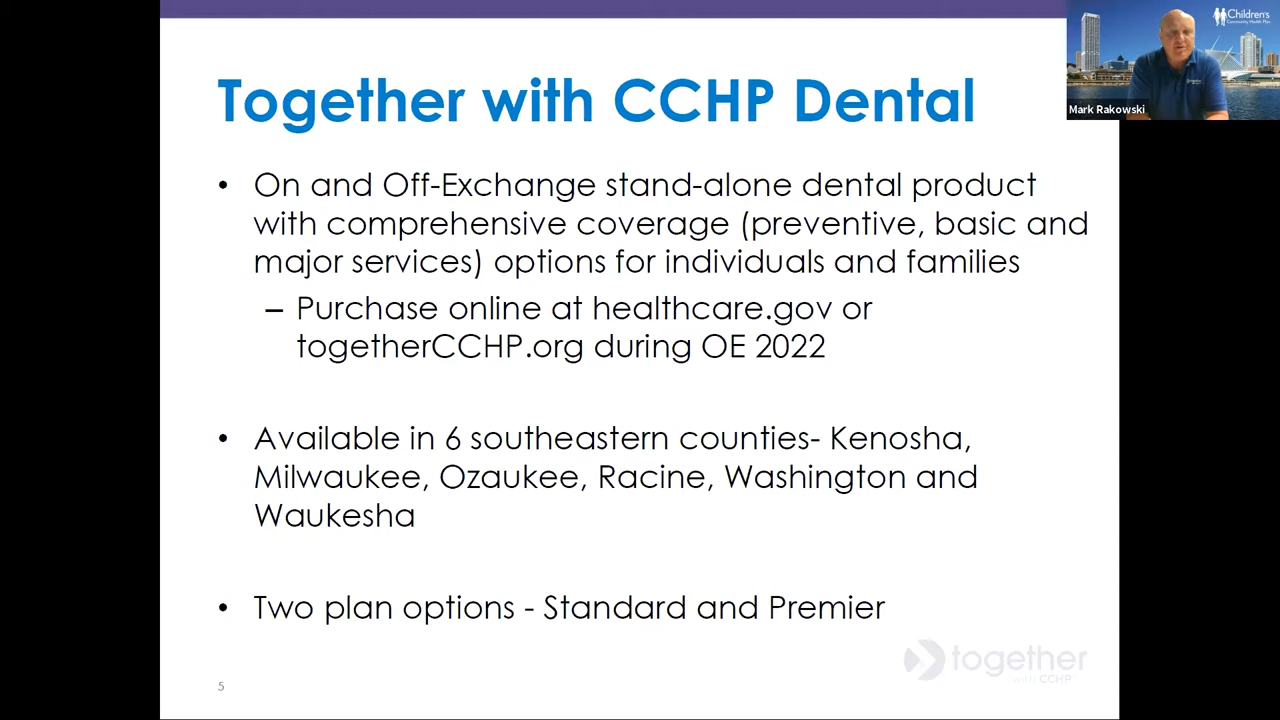 Together with CCHP Dental
• On and Off-Exchange stand-alone dental product
with comprehensive coverage (preventive, basic and
major services) options for individuals and families
– Purchase online at healthcare.gov or
togetherCCHP.org during OE 2022
• Available in 6 southeastern counties- Kenosha,
Milwaukee, Ozaukee, Racine, Washington and
Waukesha
• Two plan options - Standard and Premier
together
with CCHP
5
Children's
Community Health Plan
Mark Rakowski